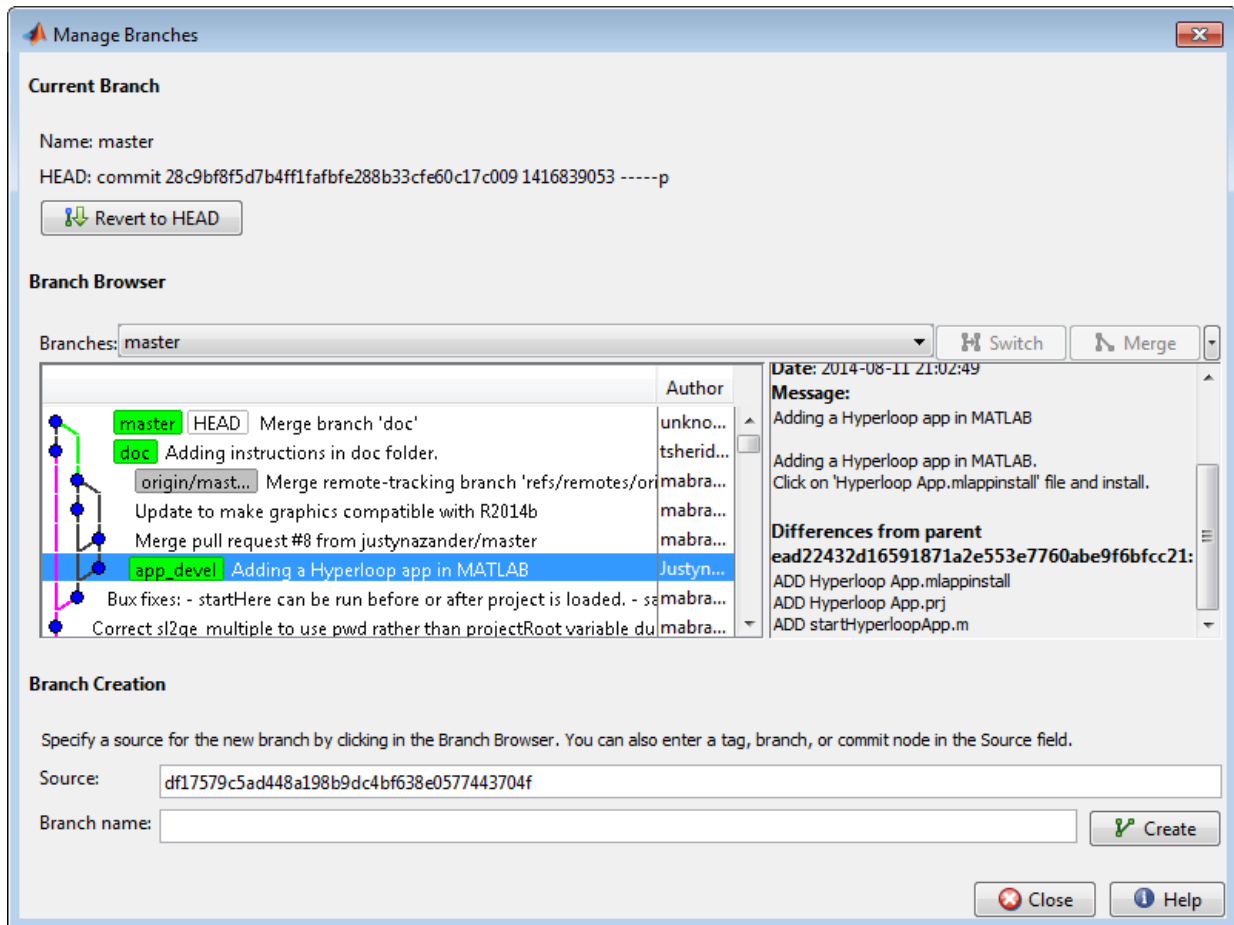 Manage Branches
Current Branch
Name: master
HEAD: commit 28c9bf8f5d7b4ff1fafbfe288b33cfe60c17c009 1416839053 -----p
Revert to HEAD
Branch Browser
Branches: master
Switch
Merge
Author
master HEAD Merge branch 'doc' unkno...
doc Adding instructions in doc folder. tsherid...
origin/mast... Merge remote-tracking branch 'refs/remotes/ori mabra...
Update to make graphics compatible with R2014b mabra...
Merge pull request #8 from justynazander/master mabra...
app_devel Adding a Hyperloop app in MATLAB Justyn...
Bux fixes: - startHere can be run before or after project is loaded. - sa mabra...
Correct sl2ge_multiple to use pwd rather than projectRoot variable du mabra...
Date: 2014-08-11 21:02:49
Message:
Adding a Hyperloop app in MATLAB
Adding a Hyperloop app in MATLAB.
Click on 'Hyperloop App.mlappinstall' file and install.
Differences from parent
ead22432d16591871a2e553e7760abe9f6bfcc21:
ADD Hyperloop App.mlappinstall
ADD Hyperloop App.prj
ADD startHyperloopApp.m
Branch Creation
Specify a source for the new branch by clicking in the Branch Browser. You can also enter a tag, branch, or commit node in the Source field.
Source: df17579c5ad448a198b9dc4bf638e0577443704f
Branch name:
Create
Close
Help